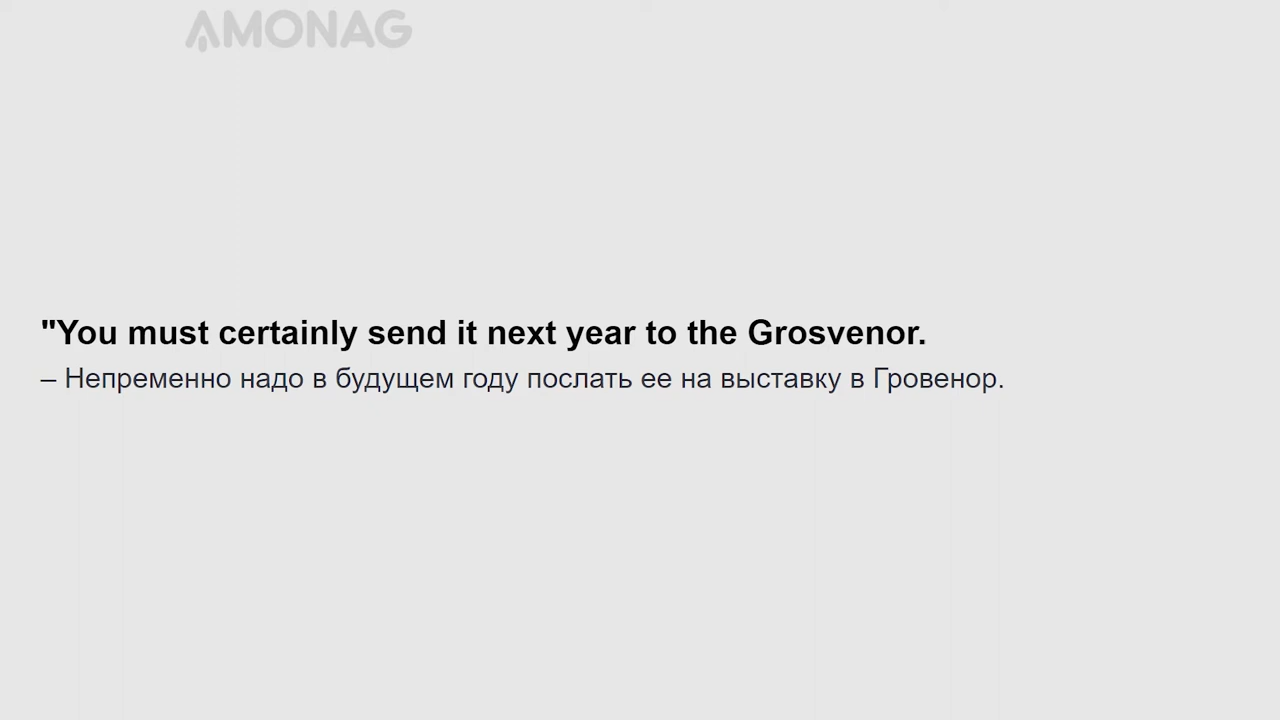 AMONAG
"You must certainly send it next year to the Grosvenor.
– Непременно надо в будущем году послать ее на выставку в Гровенор.